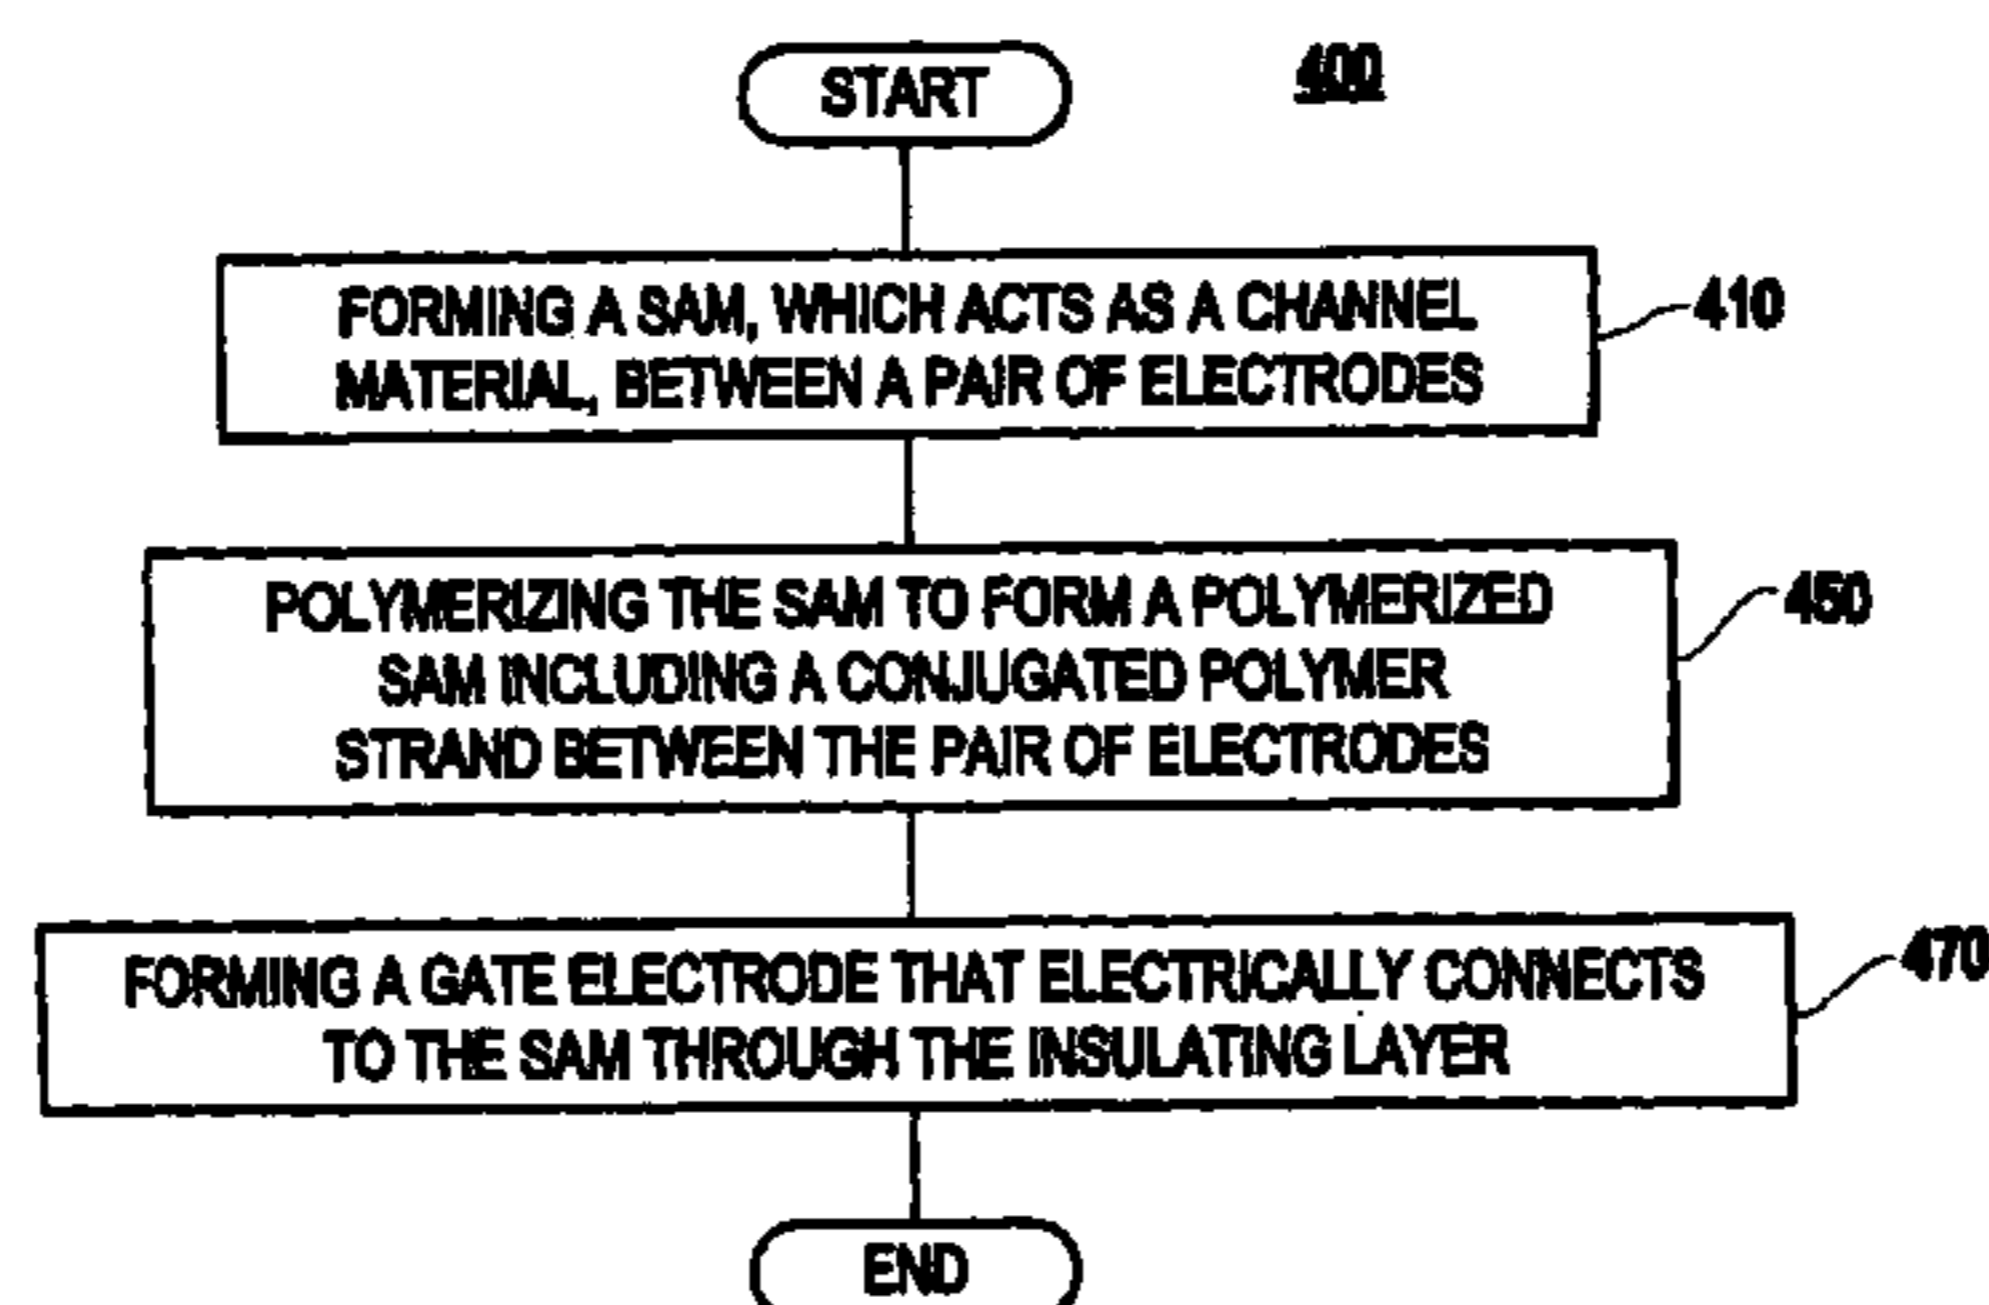 START
400
FORMING A SAM, WHICH ACTS AS A CHANNEL
MATERIAL, BETWEEN A PAIR OF ELECTRODES
410
POLYMERIZING THE SAM TO FORM A POLYMERIZED
SAM INCLUDING A CONJUGATED POLYMER
STRAND BETWEEN THE PAIR OF ELECTRODES
450
FORMING A GATE ELECTRODE THAT ELECTRICALLY CONNECTS
TO THE SAM THROUGH THE INSULATING LAYER
470
END